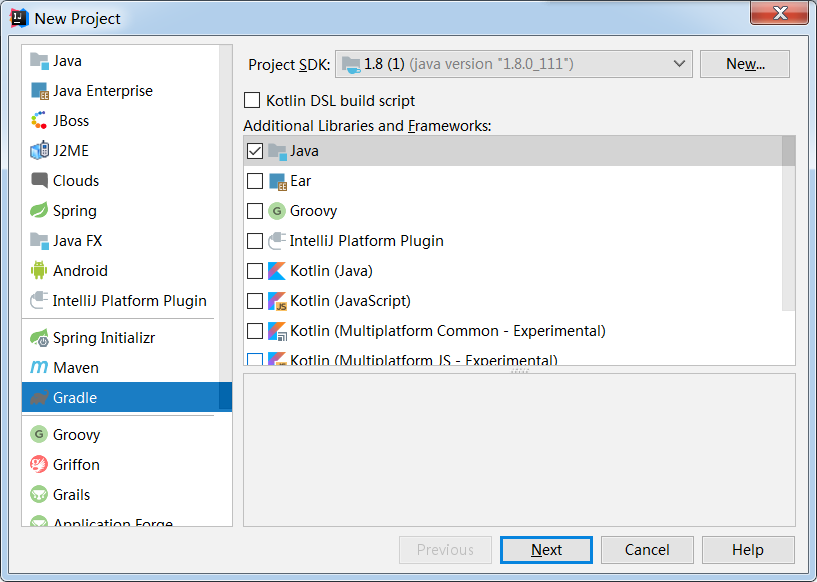 New Project
Java
Java Enterprise
JBoss
J2ME
Clouds
Spring
Java FX
Android
IntelliJ Platform Plugin
Spring Initializr
Maven
Gradle
Groovy
Griffon
Grails
Application Forge
Project SDK: 1.8 (1) (java version "1.8.0_111") New...
Kotlin DSL build script
Additional Libraries and Frameworks:
Java
Ear
Groovy
IntelliJ Platform Plugin
Kotlin (Java)
Kotlin (JavaScript)
Kotlin (Multiplatform Common - Experimental)
Kotlin (Multiplatform JS - Experimental)
Previous Next Cancel Help